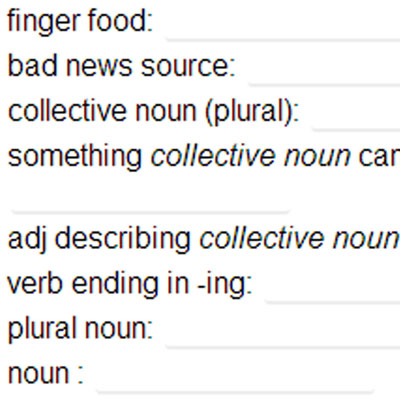 finger food:
bad news source:
collective noun (plural):
something collective noun can
adj describing collective noun
verb ending in -ing:
plural noun:
noun :